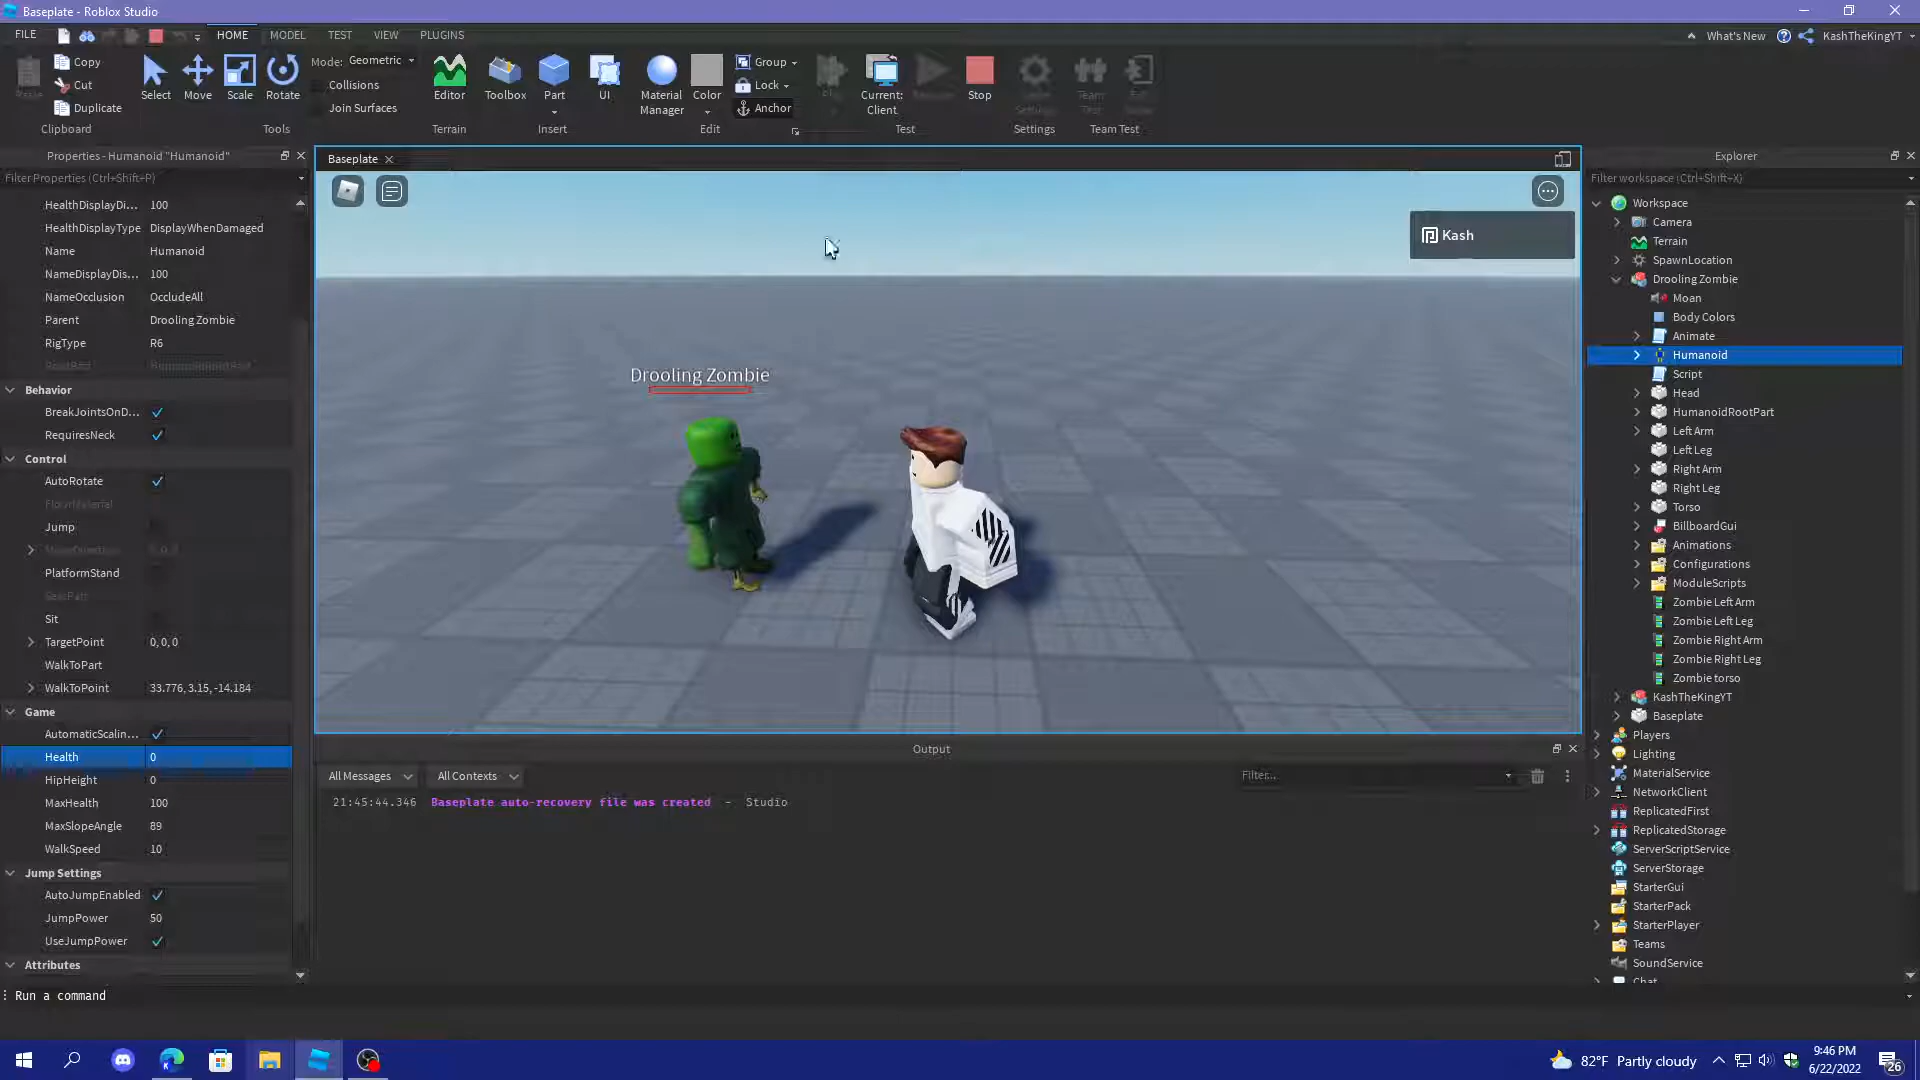 Baseplate - Roblox Studio
FILE
HOME
MODEL
TEST
VIEW
PLUGINS
What's New
KashTheKingYT
Copy
Cut
Duplicate
Clipboard
Select
Move
Scale
Rotate
Tools
Mode: Geometric
Collisions
Join Surfaces
Editor
Terrain
Toolbox
Part
UI
Insert
Material Manager
Color
Group
Lock
Anchor
Edit
Current: Client
Stop
Test
Settings
Team Test
Team Test
Properties - Humanoid "Humanoid"
Filter Properties (Ctrl+Shift+P)
HealthDisplayDi... 100
HealthDisplayType DisplayWhenDamaged
Name Humanoid
NameDisplayDis... 100
NameOcclusion OccludeAll
Parent Drooling Zombie
RigType R6
Behavior
BreakJointsOnD...
RequiresNeck
Control
AutoRotate
FloorMaterial
Jump
MoveDirection 0, 0, 0
PlatformStand
SeatPart
Sit
TargetPoint 0, 0, 0
WalkToPart
WalkToPoint 33.776, 3.15, -14.184
Game
AutomaticScalin...
Health 0
HipHeight 0
MaxHealth 100
MaxSlopeAngle 89
WalkSpeed 10
Jump Settings
AutoJumpEnabled
JumpPower 50
UseJumpPower
Attributes
Run a command
Baseplate
Kash
Drooling Zombie
Output
All Messages
All Contexts
Filter...
21:45:44.346 Baseplate auto-recovery file was created - Studio
Explorer
Filter workspace (Ctrl+Shift+X)
Workspace
Camera
Terrain
SpawnLocation
Drooling Zombie
Moan
Body Colors
Animate
Humanoid
Script
Head
HumanoidRootPart
Left Arm
Left Leg
Right Arm
Right Leg
Torso
BillboardGui
Animations
Configurations
ModuleScripts
Zombie Left Arm
Zombie Left Leg
Zombie Right Arm
Zombie Right Leg
Zombie torso
KashTheKingYT
Baseplate
Players
Lighting
MaterialService
NetworkClient
ReplicatedFirst
ReplicatedStorage
ServerScriptService
ServerStorage
StarterGui
StarterPack
StarterPlayer
Teams
SoundService
Chat
82°F Partly cloudy
9:46 PM
6/22/2022
26